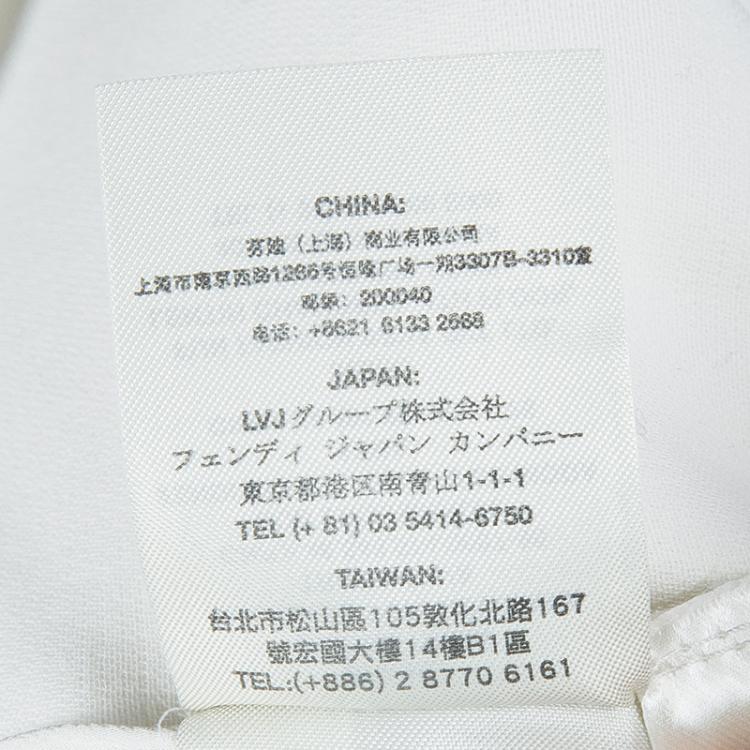 CHINA:
芬迪（上海）商业有限公司
上海市南京西路1266号恒隆广场一期3307B-3310室
邮编：200040
电话：+8621 6133 2688
JAPAN:
LVJグループ株式会社
フェンディ ジャパン カンパニー
東京都港区南青山1-1-1
TEL (+ 81) 03 5414-6750
TAIWAN:
台北市松山區105敦化北路167
號宏國大樓14樓B1區
TEL:(+886) 2 8770 6161